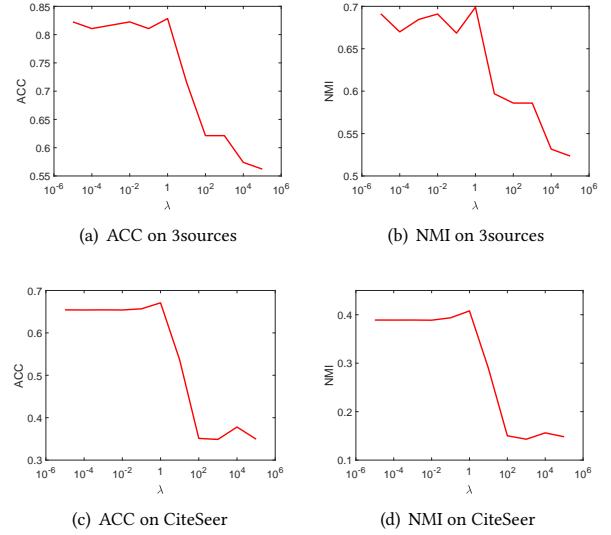 0.85
0.8
0.75
0.7
0.65
0.6
0.55
ACC
10^-6 10^-4 10^-2 1 10^2 10^4 10^6
λ
(a) ACC on 3sources
0.7
0.65
0.6
0.55
0.5
NMI
10^-6 10^-4 10^-2 1 10^2 10^4 10^6
λ
(b) NMI on 3sources
0.7
0.6
0.5
0.4
0.3
ACC
10^-6 10^-4 10^-2 1 10^2 10^4 10^6
λ
(c) ACC on CiteSeer
0.4
0.3
0.2
0.1
NMI
10^-6 10^-4 10^-2 1 10^2 10^4 10^6
λ
(d) NMI on CiteSeer